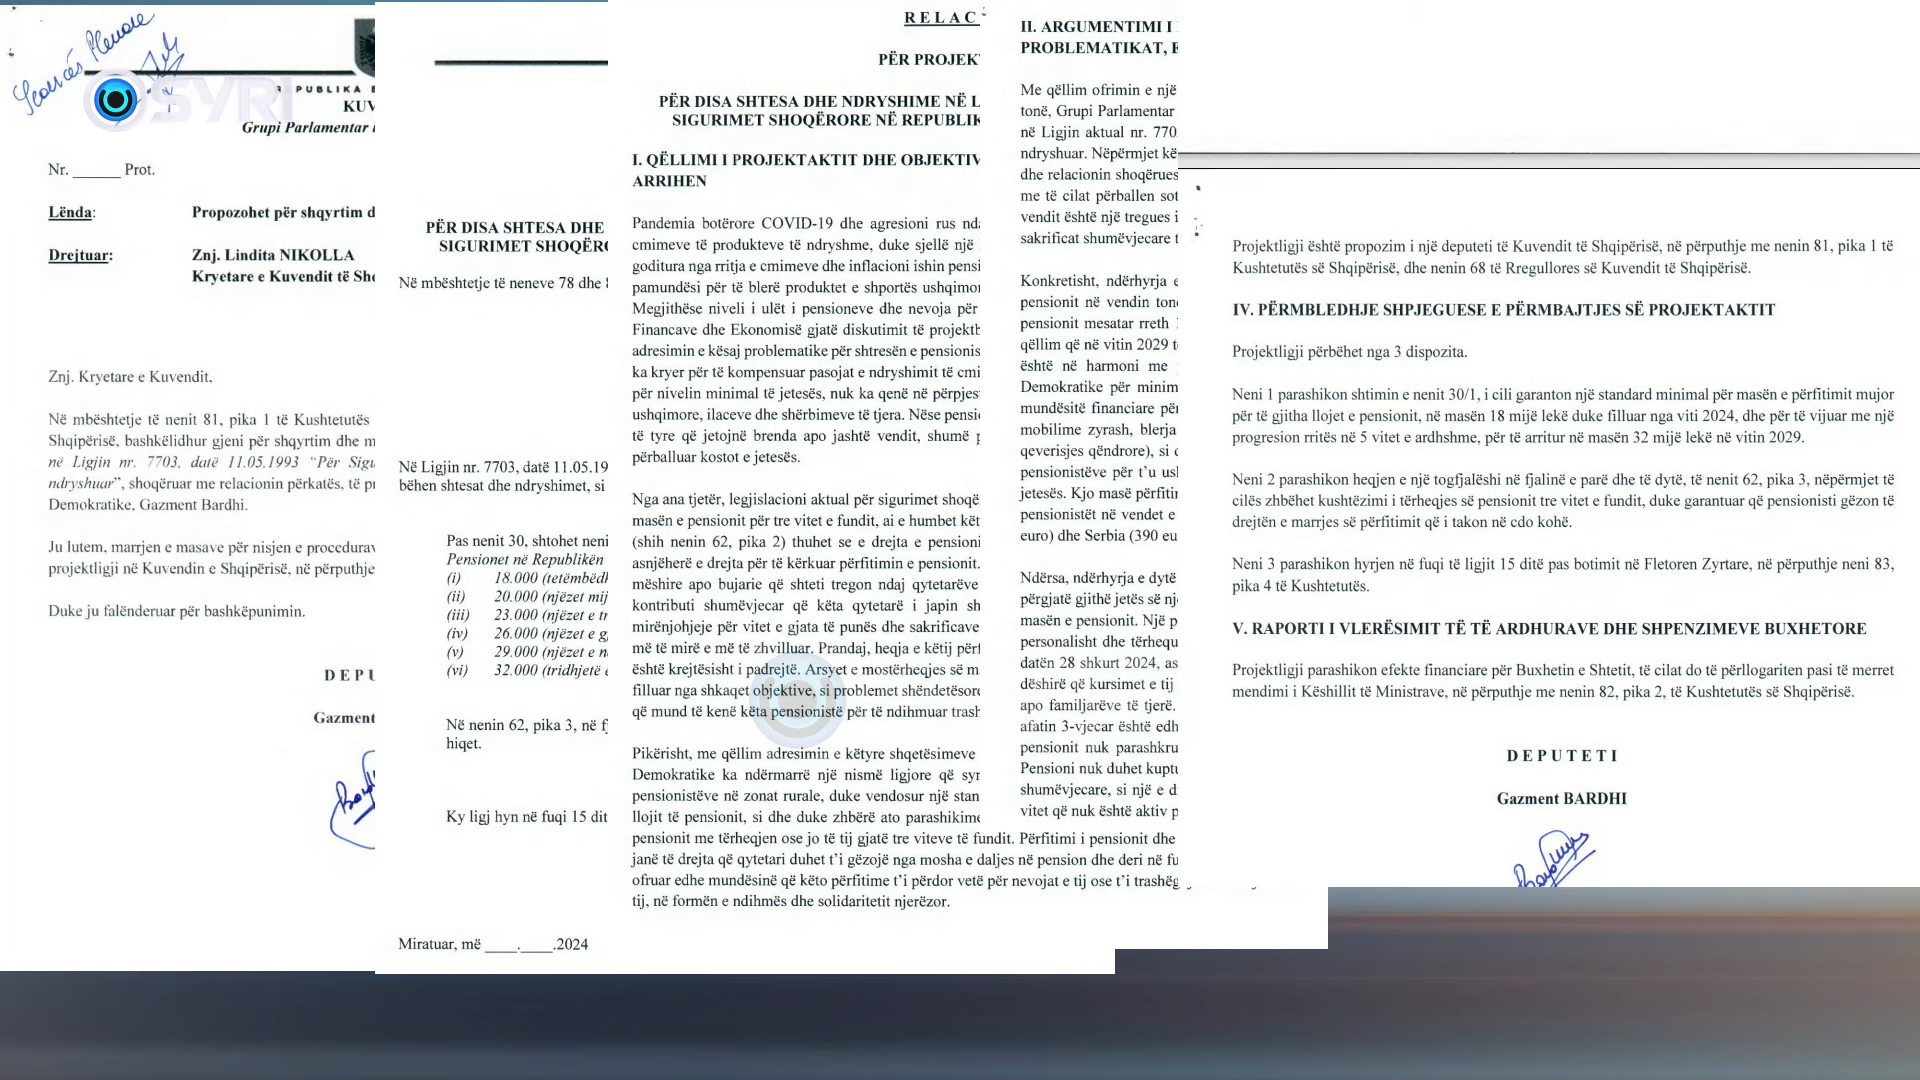 Seancës Plenare
SYRI
PUBLIKA
KUV
Grupi Parlamentar
Nr. ______ Prot.
Lënda: Propozohet për shqyrtim d
Drejtuar: Znj. Lindita NIKOLLA
Kryetare e Kuvendit të Shq
Znj. Kryetare e Kuvendit,
Në mbështetje të nenit 81, pika 1 të Kushtetutës
Shqipërisë, bashkëlidhur gjeni për shqyrtim dhe m
në Ligjin nr. 7703, datë 11.05.1993 “Për Sigu
ndryshuar”, shoqëruar me relacionin përkatës, të pr
Demokratike, Gazment Bardhi.
Ju lutem, marrjen e masave për nisjen e procedurav
projektligji në Kuvendin e Shqipërisë, në përputhje
Duke ju falënderuar për bashkëpunimin.
D E P U
Gazment
PËR DISA SHTESA DHE
SIGURIMET SHOQËRO
Në mbështetje të neneve 78 dhe 8
Në Ligjin nr. 7703, datë 11.05.19
bëhen shtesat dhe ndryshimet, si
Pas nenit 30, shtohet neni
Pensionet në Republikën
(i) 18.000 (tetëmbëdh
(ii) 20.000 (njëzet mij
(iii) 23.000 (njëzet e tr
(iv) 26.000 (njëzet e g
(v) 29.000 (njëzet e n
(vi) 32.000 (tridhjetë e
Në nenin 62, pika 3, në fj
hiqet.
Ky ligj hyn në fuqi 15 dit
Miratuar, më ____.____.2024
R E L A C
PËR PROJEK
PËR DISA SHTESA DHE NDRYSHIME NË L
SIGURIMET SHOQËRORE NË REPUBLIK
I. QËLLIMI I PROJEKTAKTIT DHE OBJEKTIV
ARRIHEN
Pandemia botërore COVID-19 dhe agresioni rus nda
cmimeve të produkteve të ndryshme, duke sjellë një
goditura nga rritja e cmimeve dhe inflacioni ishin pensi
pamundësi për të blerë produktet e shportës ushqimor
Megjithëse niveli i ulët i pensioneve dhe nevoja për
Financave dhe Ekonomisë gjatë diskutimit të projektb
adresimin e kësaj problematike për shtresën e pensionis
ka kryer për të kompensuar pasojat e ndryshimit të cmi
për nivelin minimal të jetesës, nuk ka qenë në përpjes
ushqimore, ilaceve dhe shërbimeve të tjera. Nëse pensi
të tyre që jetojnë brenda apo jashtë vendit, shumë p
përballuar kostot e jetesës.
Nga ana tjetër, legjislacioni aktual për sigurimet shoqë
masën e pensionit për tre vitet e fundit, ai e humbet kët
(shih nenin 62, pika 2) thuhet se e drejta e pensioni
asnjëherë e drejta për të kërkuar përfitimin e pensionit.
mëshire apo bujarie që shteti tregon ndaj qytetarëve
kontributi shumëvjecar që këta qytetarë i japin sh
mirënjohjeje për vitet e gjata të punës dhe sakrificave
më të mirë e më të zhvilluar. Prandaj, heqja e këtij përf
është krejtësisht i padrejtë. Arsyet e mostërheqjes së m
filluar nga shkaqet objektive, si problemet shëndetësore
që mund të kenë këta pensionistë për të ndihmuar trash
Pikërisht, me qëllim adresimin e këtyre shqetësimeve
Demokratike ka ndërmarrë një nismë ligjore që syr
pensionistëve në zonat rurale, duke vendosur një stan
llojit të pensionit, si dhe duke zhbërë ato parashikime
pensionit me tërheqjen ose jo të tij gjatë tre viteve të fundit. Përfitimi i pensionit dhe
janë të drejta që qytetari duhet t’i gëzojë nga mosha e daljes në pension dhe deri në fu
ofruar edhe mundësinë që këto përfitime t’i përdor vetë për nevojat e tij ose t’i trashëg
tij, në formën e ndihmës dhe solidaritetit njerëzor.
II. ARGUMENTIMI I
PROBLEMATIKAT, E
Me qëllim ofrimin e një
tonë, Grupi Parlamentar
në Ligjin aktual nr. 770
ndryshuar. Nëpërmjet kë
dhe relacionin shoqërues
me të cilat përballen sot
vendit është një tregues i
sakrificat shumëvjecare t
Konkretisht, ndërhyrja e
pensionit në vendin ton
pensionit mesatar rreth
qëllim që në vitin 2029 t
është në harmoni me
Demokratike për minim
mundësitë financiare për
mobilime zyrash, blerja
qeverisjes qëndrore), si d
pensionistëve për t’u ush
jetesës. Kjo masë përfitin
pensionistët në vendet e
euro) dhe Serbia (390 eu
Ndërsa, ndërhyrja e dytë
përgjatë gjithë jetës së nj
masën e pensionit. Një p
personalisht dhe tërhequ
datën 28 shkurt 2024, as
dëshirë që kursimet e tij
apo familjarëve të tjerë.
afatin 3-vjecar është edh
pensionit nuk parashkru
Pensioni nuk duhet kuptu
shumëvjecare, si një e d
vitet që nuk është aktiv p
Projektligji është propozim i një deputeti të Kuvendit të Shqipërisë, në përputhje me nenin 81, pika 1 të
Kushtetutës së Shqipërisë, dhe nenin 68 të Rregullores së Kuvendit të Shqipërisë.
IV. PËRMBLEDHJE SHPJEGUESE E PËRMBAJTJES SË PROJEKTAKTIT
Projektligji përbëhet nga 3 dispozita.
Neni 1 parashikon shtimin e nenit 30/1, i cili garanton një standard minimal për masën e përfitimit mujor
për të gjitha llojet e pensionit, në masën 18 mijë lekë duke filluar nga viti 2024, dhe për të vijuar me një
progresion rritës në 5 vitet e ardhshme, për të arritur në masën 32 mijë lekë në vitin 2029.
Neni 2 parashikon heqjen e një togfjalëshi në fjalinë e parë dhe të dytë, të nenit 62, pika 3, nëpërmjet të
cilës zhbëhet kushtëzimi i tërheqjes së pensionit tre vitet e fundit, duke garantuar që pensionisti gëzon të
drejtën e marrjes së përfitimit që i takon në cdo kohë.
Neni 3 parashikon hyrjen në fuqi të ligjit 15 ditë pas botimit në Fletoren Zyrtare, në përputhje neni 83,
pika 4 të Kushtetutës.
V. RAPORTI I VLERËSIMIT TË TË ARDHURAVE DHE SHPENZIMEVE BUXHETORE
Projektligji parashikon efekte financiare për Buxhetin e Shtetit, të cilat do të përllogariten pasi të merret
mendimi i Këshillit të Ministrave, në përputhje me nenin 82, pika 2, të Kushtetutës së Shqipërisë.
D E P U T E T I
Gazment BARDHI